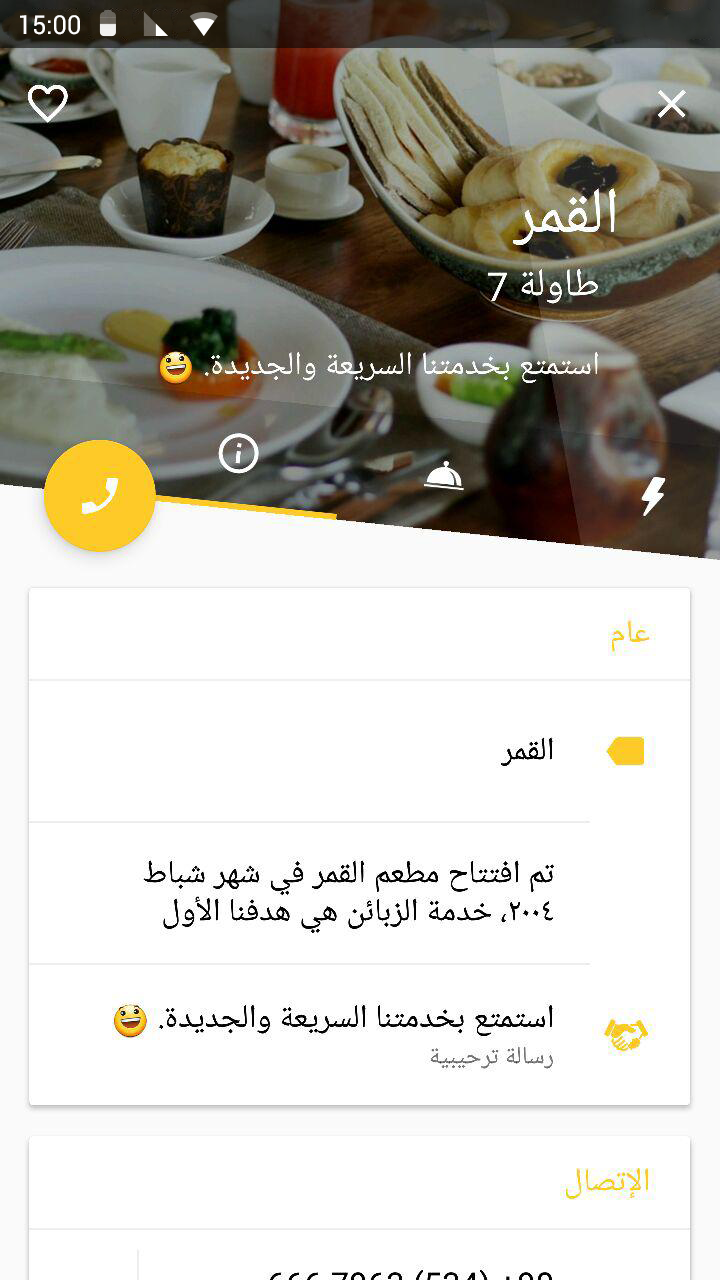 15:00
القمر
طاولة 7
استمتع بخدمتنا السريعة والجديدة. 😃
عام
القمر
تم افتتاح مطعم القمر في شهر شباط
٢٠٠٤، خدمة الزبائن هي هدفنا الأول
استمتع بخدمتنا السريعة والجديدة. 😃
رسالة ترحيبية
الإتصال